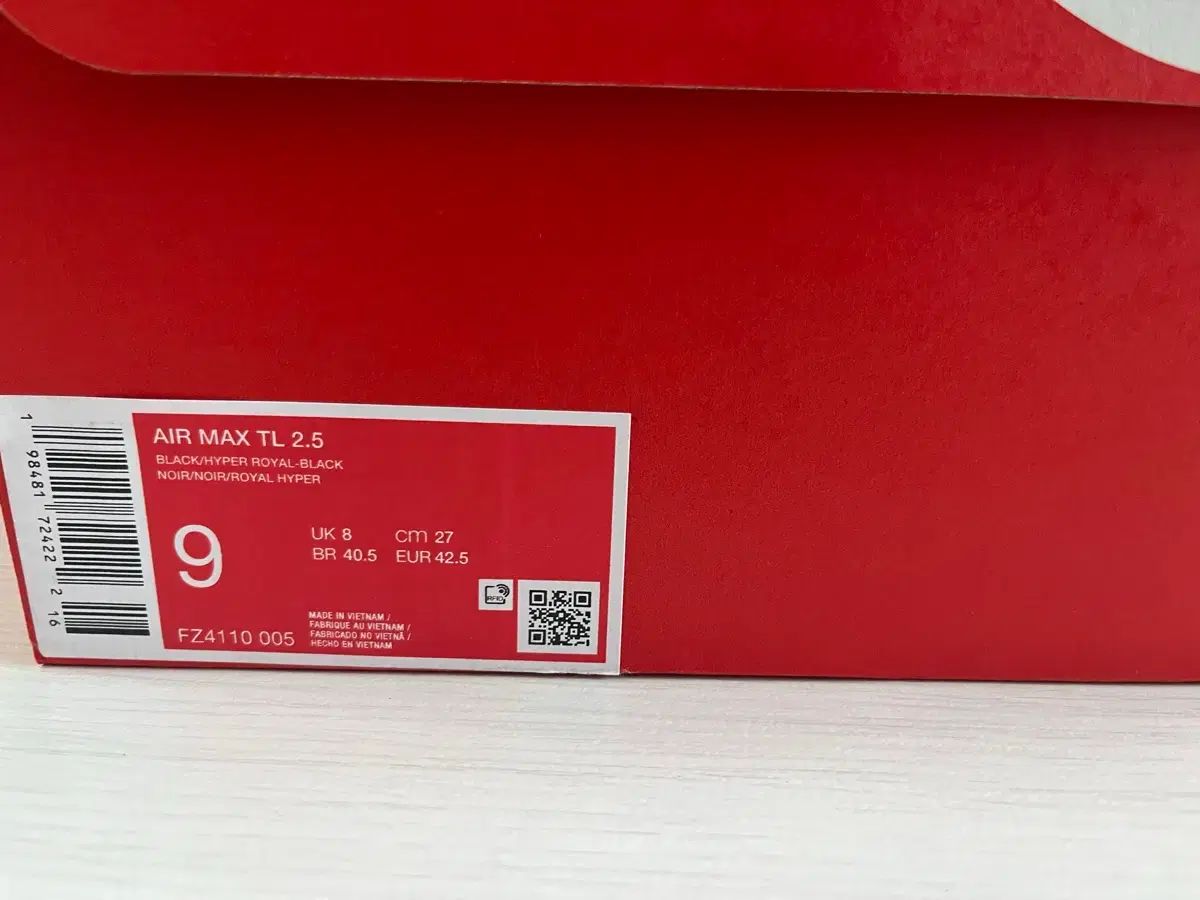 1 98481 72422 2 16
AIR MAX TL 2.5
BLACK/HYPER ROYAL-BLACK
NOIR/NOIR/ROYAL HYPER
9
UK 8 cm 27
BR 40.5 EUR 42.5
RFID
FZ4110 005
MADE IN VIETNAM /
FABRIQUE AU VIETNAM /
FABRICADO NO VIETNÃ /
HECHO EN VIETNAM